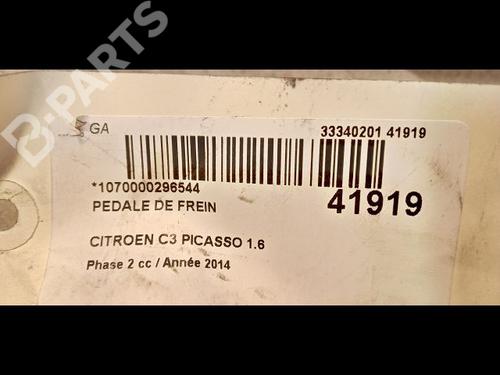 B-PARTS
GA
33340201 41919
*1070000296544
41919
PEDALE DE FREIN
CITROEN C3 PICASSO 1.6
Phase 2 cc / Année 2014